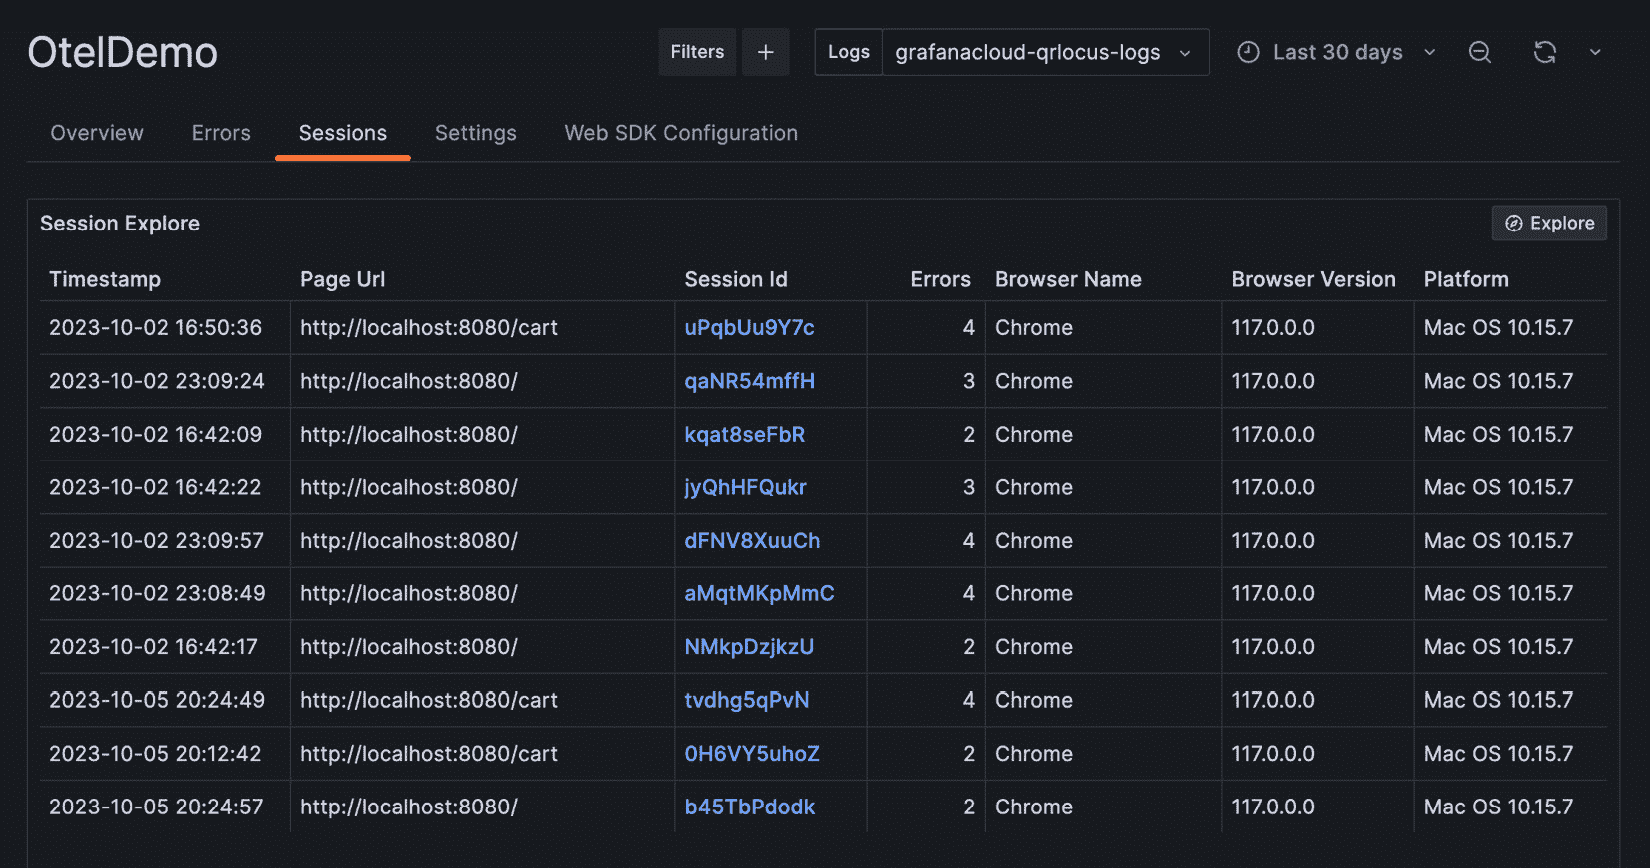 OtelDemo
Filters + Logs grafanacloud-qrlocus-logs Last 30 days
Overview Errors Sessions Settings Web SDK Configuration
Session Explore Explore
Timestamp Page Url Session Id Errors Browser Name Browser Version Platform
2023-10-02 16:50:36 http://localhost:8080/cart uPqbUu9Y7c 4 Chrome 117.0.0.0 Mac OS 10.15.7
2023-10-02 23:09:24 http://localhost:8080/ qaNR54mffH 3 Chrome 117.0.0.0 Mac OS 10.15.7
2023-10-02 16:42:09 http://localhost:8080/ kqat8seFbR 2 Chrome 117.0.0.0 Mac OS 10.15.7
2023-10-02 16:42:22 http://localhost:8080/ jyQhHFQukr 3 Chrome 117.0.0.0 Mac OS 10.15.7
2023-10-02 23:09:57 http://localhost:8080/ dFNV8XuuCh 4 Chrome 117.0.0.0 Mac OS 10.15.7
2023-10-02 23:08:49 http://localhost:8080/ aMqtMKpMmC 4 Chrome 117.0.0.0 Mac OS 10.15.7
2023-10-02 16:42:17 http://localhost:8080/ NMkpDzjkzU 2 Chrome 117.0.0.0 Mac OS 10.15.7
2023-10-05 20:24:49 http://localhost:8080/cart tvdhg5qPvN 4 Chrome 117.0.0.0 Mac OS 10.15.7
2023-10-05 20:12:42 http://localhost:8080/cart 0H6VY5uhoZ 2 Chrome 117.0.0.0 Mac OS 10.15.7
2023-10-05 20:24:57 http://localhost:8080/ b45TbPdodk 2 Chrome 117.0.0.0 Mac OS 10.15.7